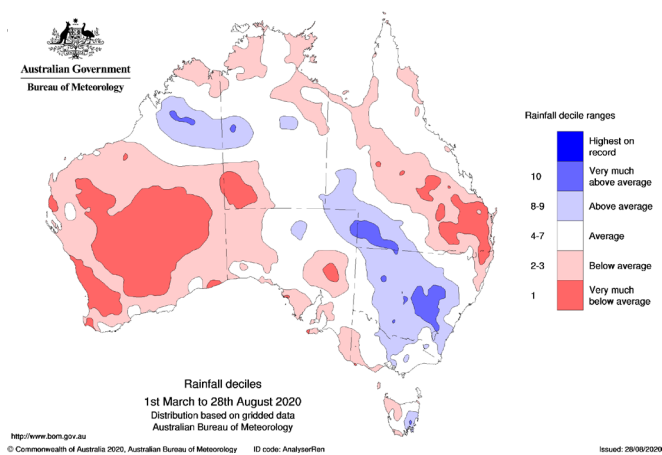 Australian Government
Bureau of Meteorology
Rainfall decile ranges
Highest on
record
10
Very much
above average
8-9
Above average
4-7
Average
2-3
Below average
1
Very much
below average
Rainfall deciles
1st March to 28th August 2020
Distribution based on gridded data
Australian Bureau of Meteorology
http://www.bom.gov.au
© Commonwealth of Australia 2020, Australian Bureau of Meteorology
ID code: AnalyserRen
Issued: 28/08/2020